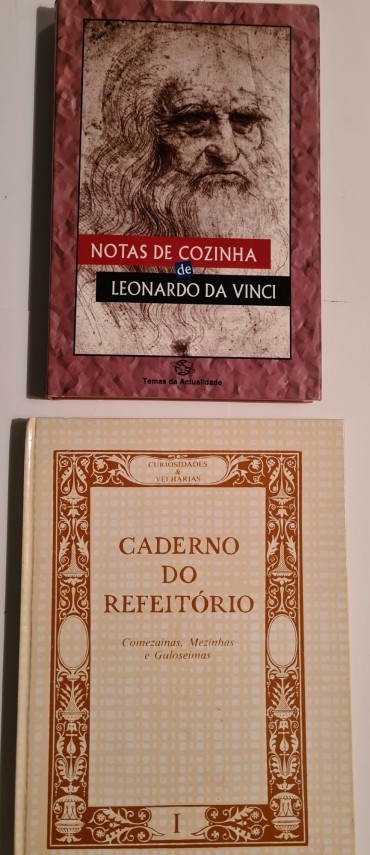 NOTAS DE COZINHA
de
LEONARDO DA VINCI
Temas da Actualidade
CURIOSIDADES
&
VELHARIAS
CADERNO
DO
REFEITÓRIO
Comezainas, Mezinhas
e Guloseimas
I